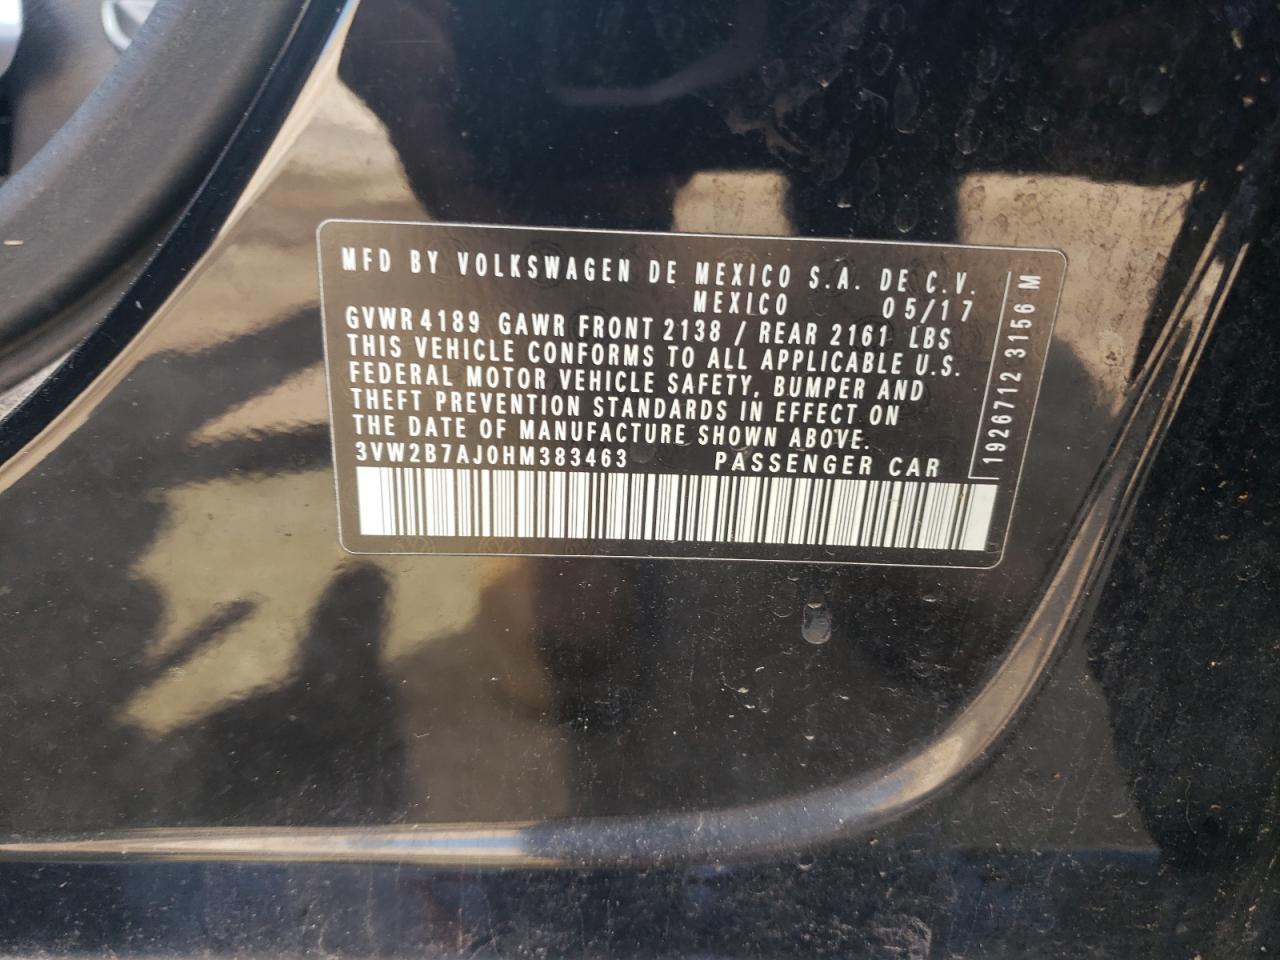 MFD BY VOLKSWAGEN DE MEXICO S.A. DE C.V.
MEXICO 05/17
GVWR 4189 GAWR FRONT 2138 / REAR 2161 LBS
THIS VEHICLE CONFORMS TO ALL APPLICABLE U.S.
FEDERAL MOTOR VEHICLE SAFETY, BUMPER AND
THEFT PREVENTION STANDARDS IN EFFECT ON
THE DATE OF MANUFACTURE SHOWN ABOVE.
3VW2B7AJ0HM383463 PASSENGER CAR
1926712 3156 M